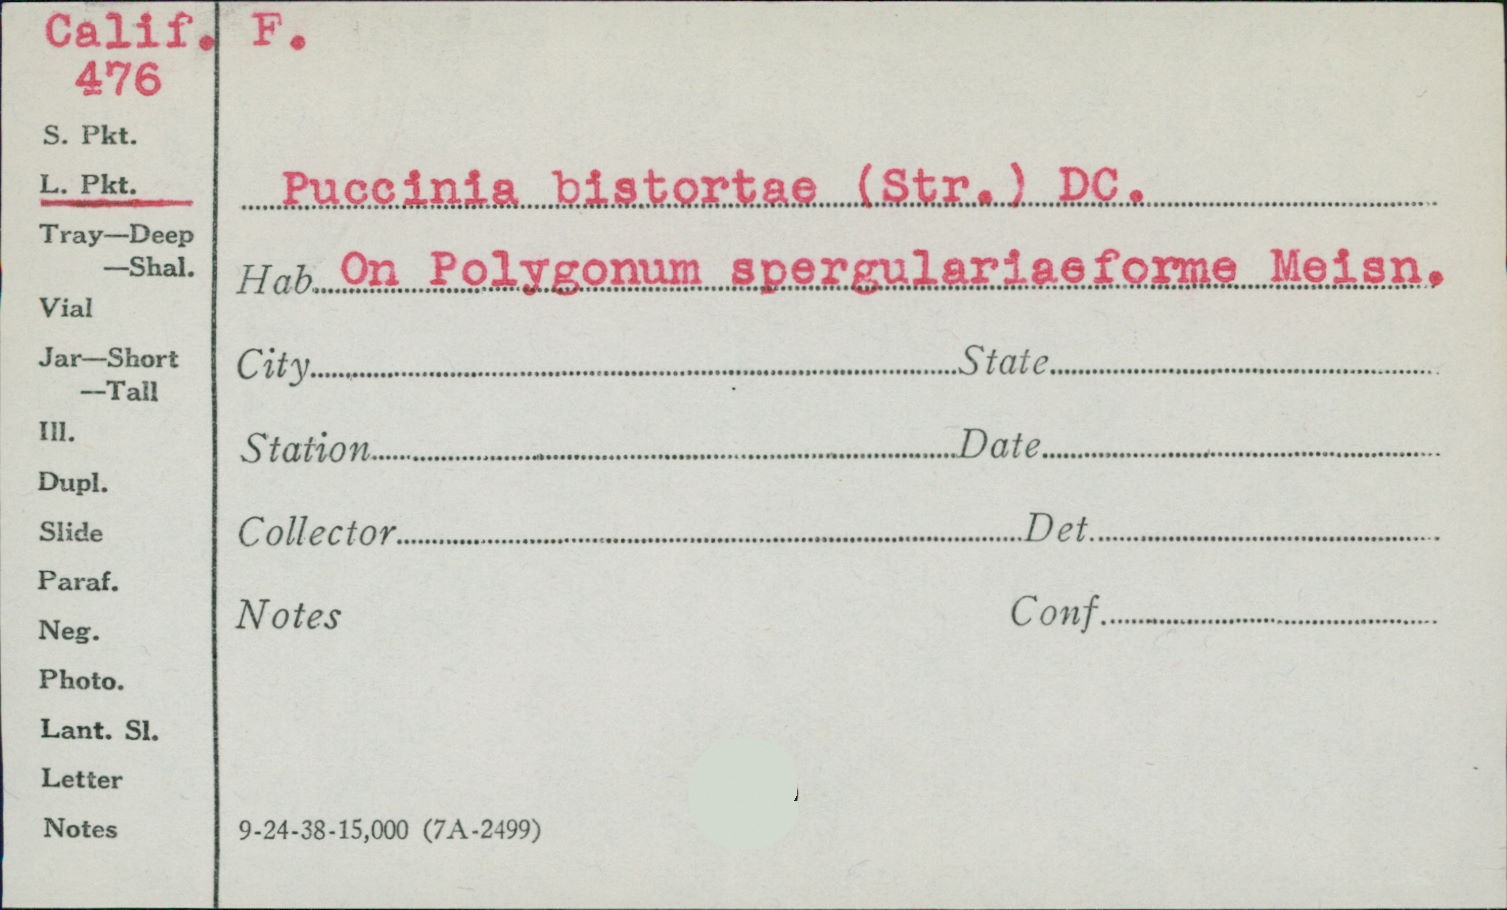 Calif. F.
476
S. Pkt.
L. Pkt.
Puccinia bistortae (Str.) DC.
Tray—Deep
—Shal.
Hab. On Polygonum spergulariaeforme Meisn.
Vial
Jar—Short
—Tall
City State
Ill.
Station Date
Dupl.
Slide
Collector Det.
Paraf.
Neg.
Notes Conf.
Photo.
Lant. Sl.
Letter
Notes
9-24-38-15,000 (7A-2499)